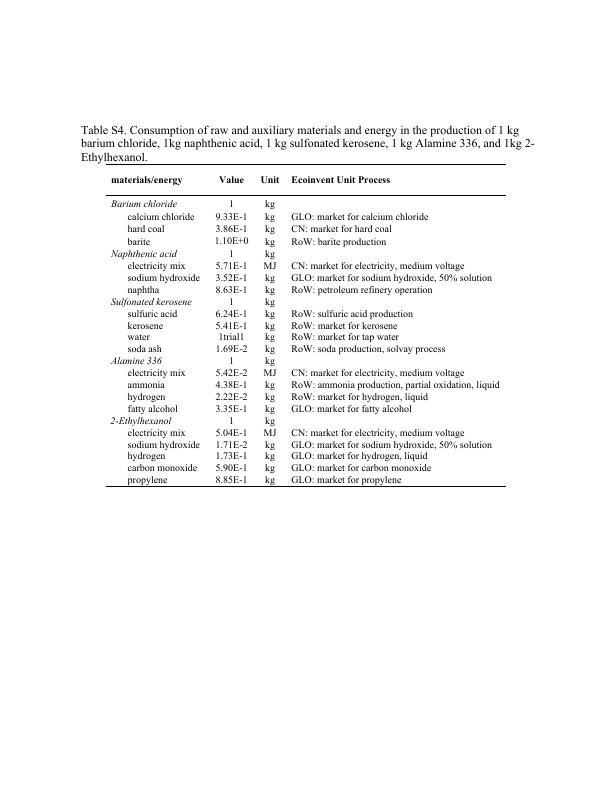 Table S4. Consumption of raw and auxiliary materials and energy in the production of 1 kg
barium chloride, 1kg naphthenic acid, 1 kg sulfonated kerosene, 1 kg Alamine 336, and 1kg 2-
Ethylhexanol.
materials/energy Value Unit Ecoinvent Unit Process
Barium chloride 1 kg
calcium chloride 9.33E-1 kg GLO: market for calcium chloride
hard coal 3.86E-1 kg CN: market for hard coal
barite 1.10E+0 kg RoW: barite production
Naphthenic acid 1 kg
electricity mix 5.71E-1 MJ CN: market for electricity, medium voltage
sodium hydroxide 3.52E-1 kg GLO: market for sodium hydroxide, 50% solution
naphtha 8.63E-1 kg RoW: petroleum refinery operation
Sulfonated kerosene 1 kg
sulfuric acid 6.24E-1 kg RoW: sulfuric acid production
kerosene 5.41E-1 kg RoW: market for kerosene
water 1trial1 kg RoW: market for tap water
soda ash 1.69E-2 kg RoW: soda production, solvay process
Alamine 336 1 kg
electricity mix 5.42E-2 MJ CN: market for electricity, medium voltage
ammonia 4.38E-1 kg RoW: ammonia production, partial oxidation, liquid
hydrogen 2.22E-2 kg RoW: market for hydrogen, liquid
fatty alcohol 3.35E-1 kg GLO: market for fatty alcohol
2-Ethylhexanol 1 kg
electricity mix 5.04E-1 MJ CN: market for electricity, medium voltage
sodium hydroxide 1.71E-2 kg GLO: market for sodium hydroxide, 50% solution
hydrogen 1.73E-1 kg GLO: market for hydrogen, liquid
carbon monoxide 5.90E-1 kg GLO: market for carbon monoxide
propylene 8.85E-1 kg GLO: market for propylene